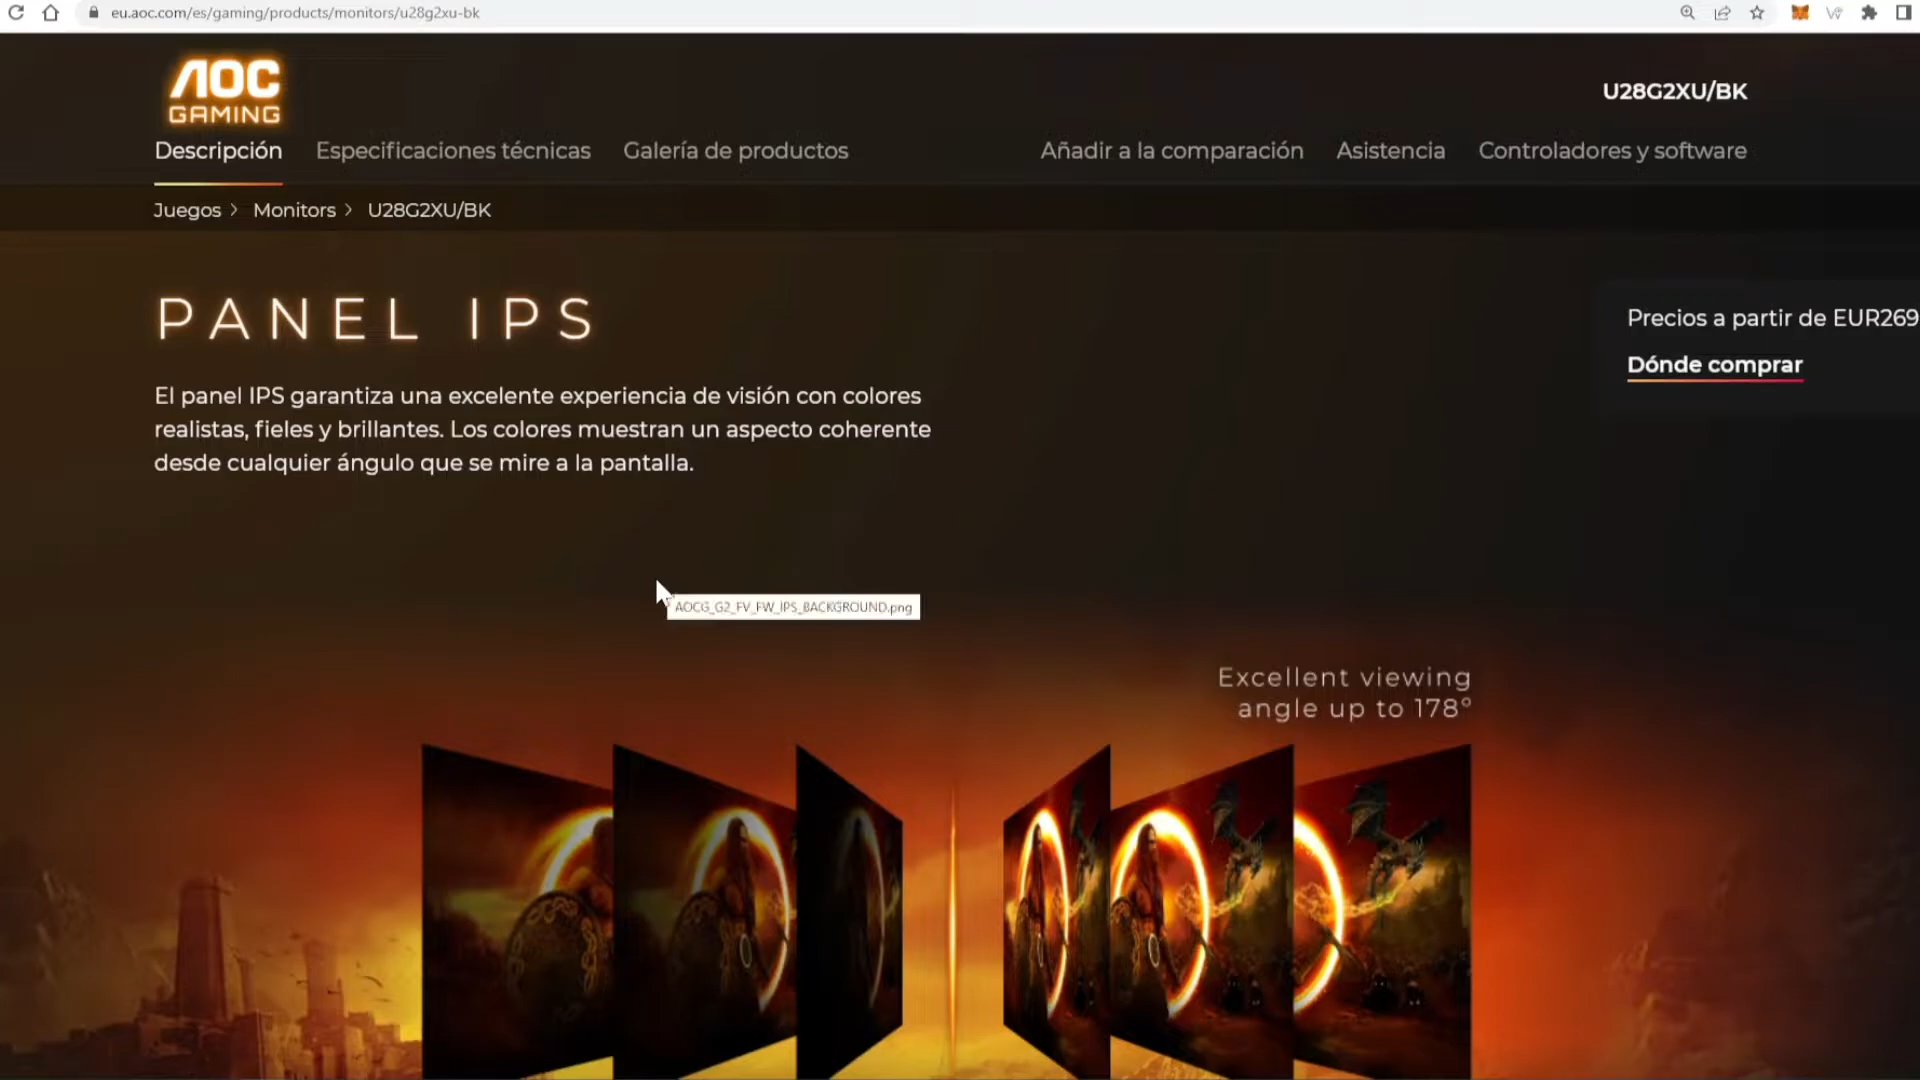 eu.aoc.com/es/gaming/products/monitors/u28g2xu-bk
AOC
GAMING
U28G2XU/BK
Descripción
Especificaciones técnicas
Galería de productos
Añadir a la comparación
Asistencia
Controladores y software
Juegos
Monitors
U28G2XU/BK
PANEL IPS
Precios a partir de EUR269
Dónde comprar
El panel IPS garantiza una excelente experiencia de visión con colores
realistas, fieles y brillantes. Los colores muestran un aspecto coherente
desde cualquier ángulo que se mire a la pantalla.
AOCG_G2_FV_FW_IPS_BACKGROUND.png
Excellent viewing
angle up to 178°